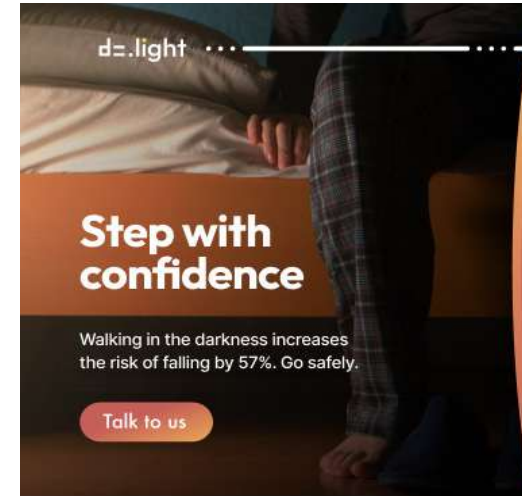 d=.light
Step with
confidence
Walking in the darkness increases
the risk of falling by 57%. Go safely.
Talk to us